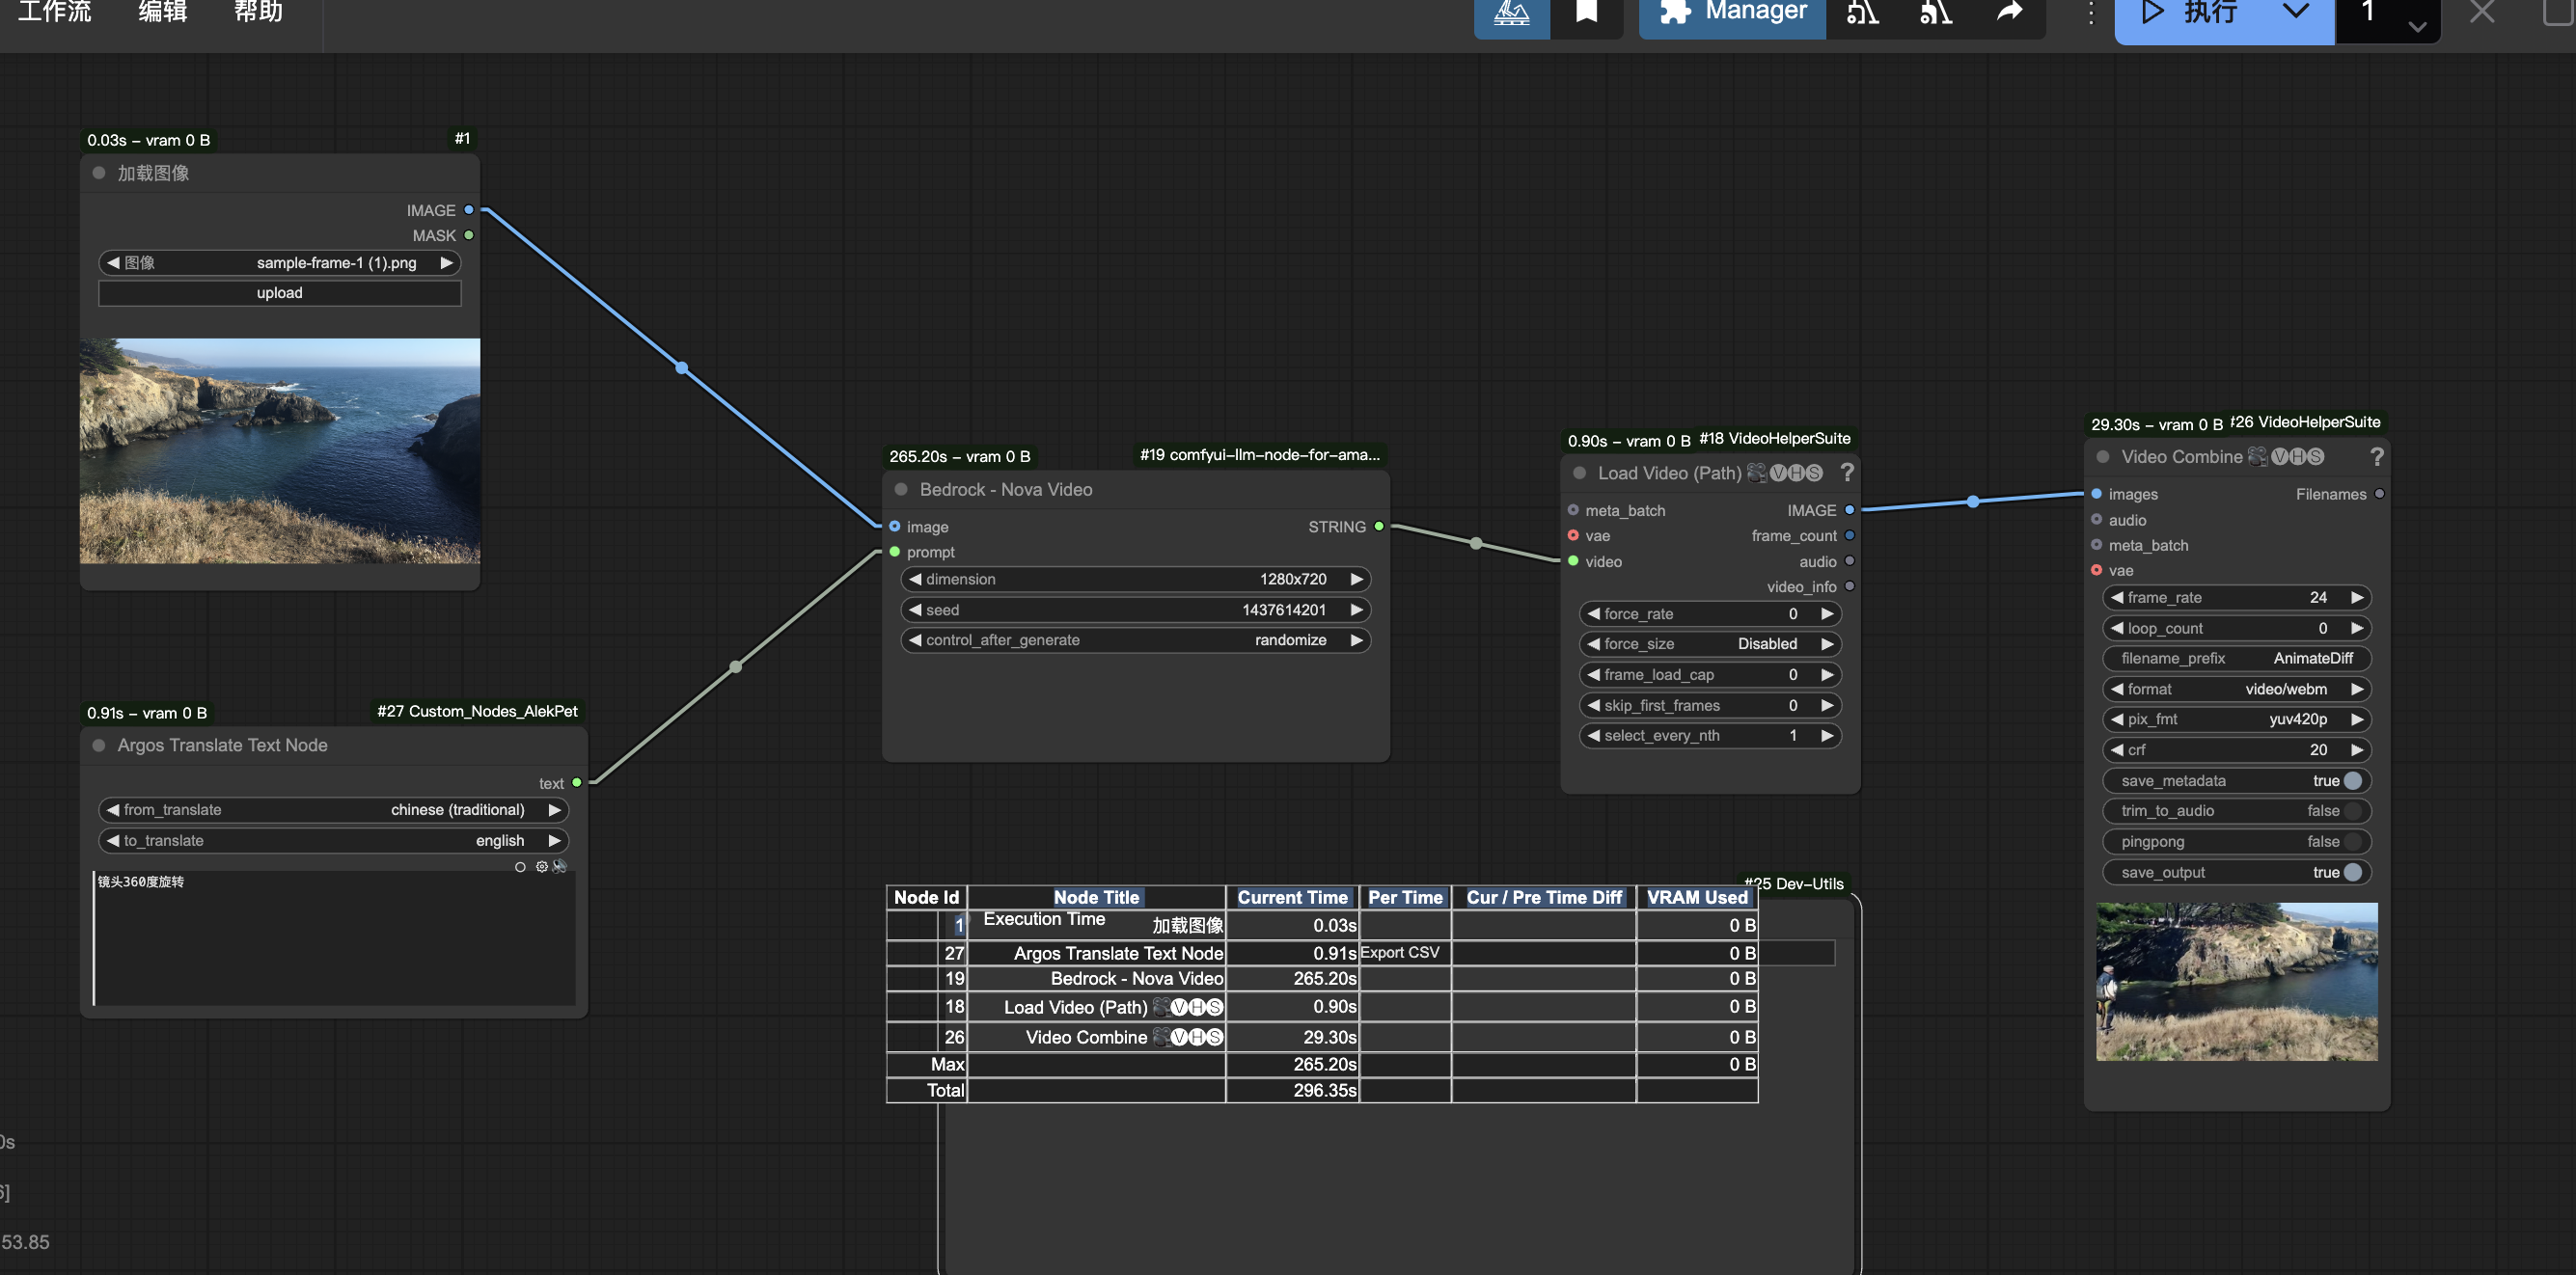 工作流 编辑 帮助
Manager 执行 1
0.03s – vram 0 B #1
加载图像
IMAGE
MASK
图像 sample-frame-1 (1).png
upload
265.20s – vram 0 B #19 comfyui-llm-node-for-ama...
Bedrock - Nova Video
image STRING
prompt
dimension 1280x720
seed 1437614201
control_after_generate randomize
0.90s – vram 0 B #18 VideoHelperSuite
Load Video (Path) 🎥🅥🅗🅢 ?
meta_batch IMAGE
vae frame_count
video audio
video_info
force_rate 0
force_size Disabled
frame_load_cap 0
skip_first_frames 0
select_every_nth 1
29.30s – vram 0 B #26 VideoHelperSuite
Video Combine 🎥🅥🅗🅢 ?
images Filenames
audio
meta_batch
vae
frame_rate 24
loop_count 0
filename_prefix AnimateDiff
format video/webm
pix_fmt yuv420p
crf 20
save_metadata true
trim_to_audio false
pingpong false
save_output true
0.91s – vram 0 B #27 Custom_Nodes_AlekPet
Argos Translate Text Node
text
from_translate chinese (traditional)
to_translate english
镜头360度旋转
#25 Dev-Utils
Node Id Node Title Current Time Per Time Cur / Pre Time Diff VRAM Used
Execution Time
1 加载图像 0.03s 0 B
27 Argos Translate Text Node 0.91s 0 B
Export CSV
19 Bedrock - Nova Video 265.20s 0 B
18 Load Video (Path) 🎥🅥🅗🅢 0.90s 0 B
26 Video Combine 🎥🅥🅗🅢 29.30s 0 B
Max 265.20s 0 B
Total 296.35s
0s
6]
53.85